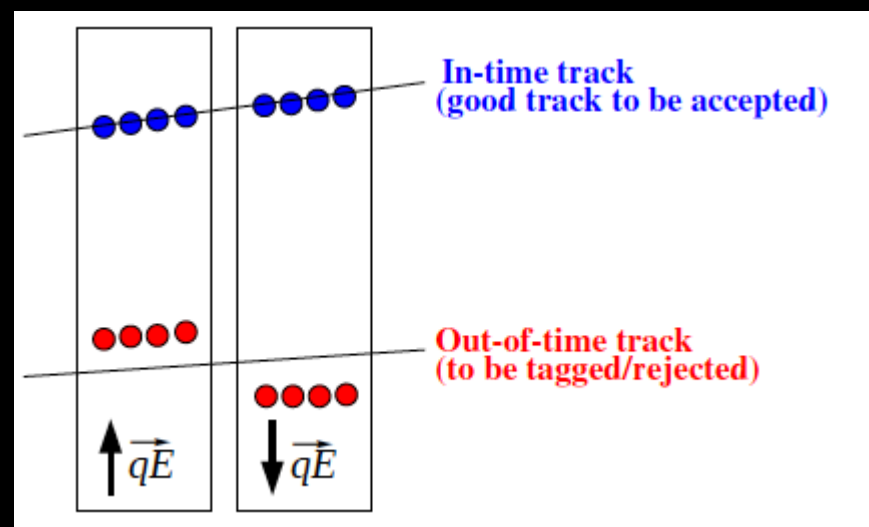 In-time track
(good track to be accepted)
Out-of-time track
(to be tagged/rejected)
qE
qE